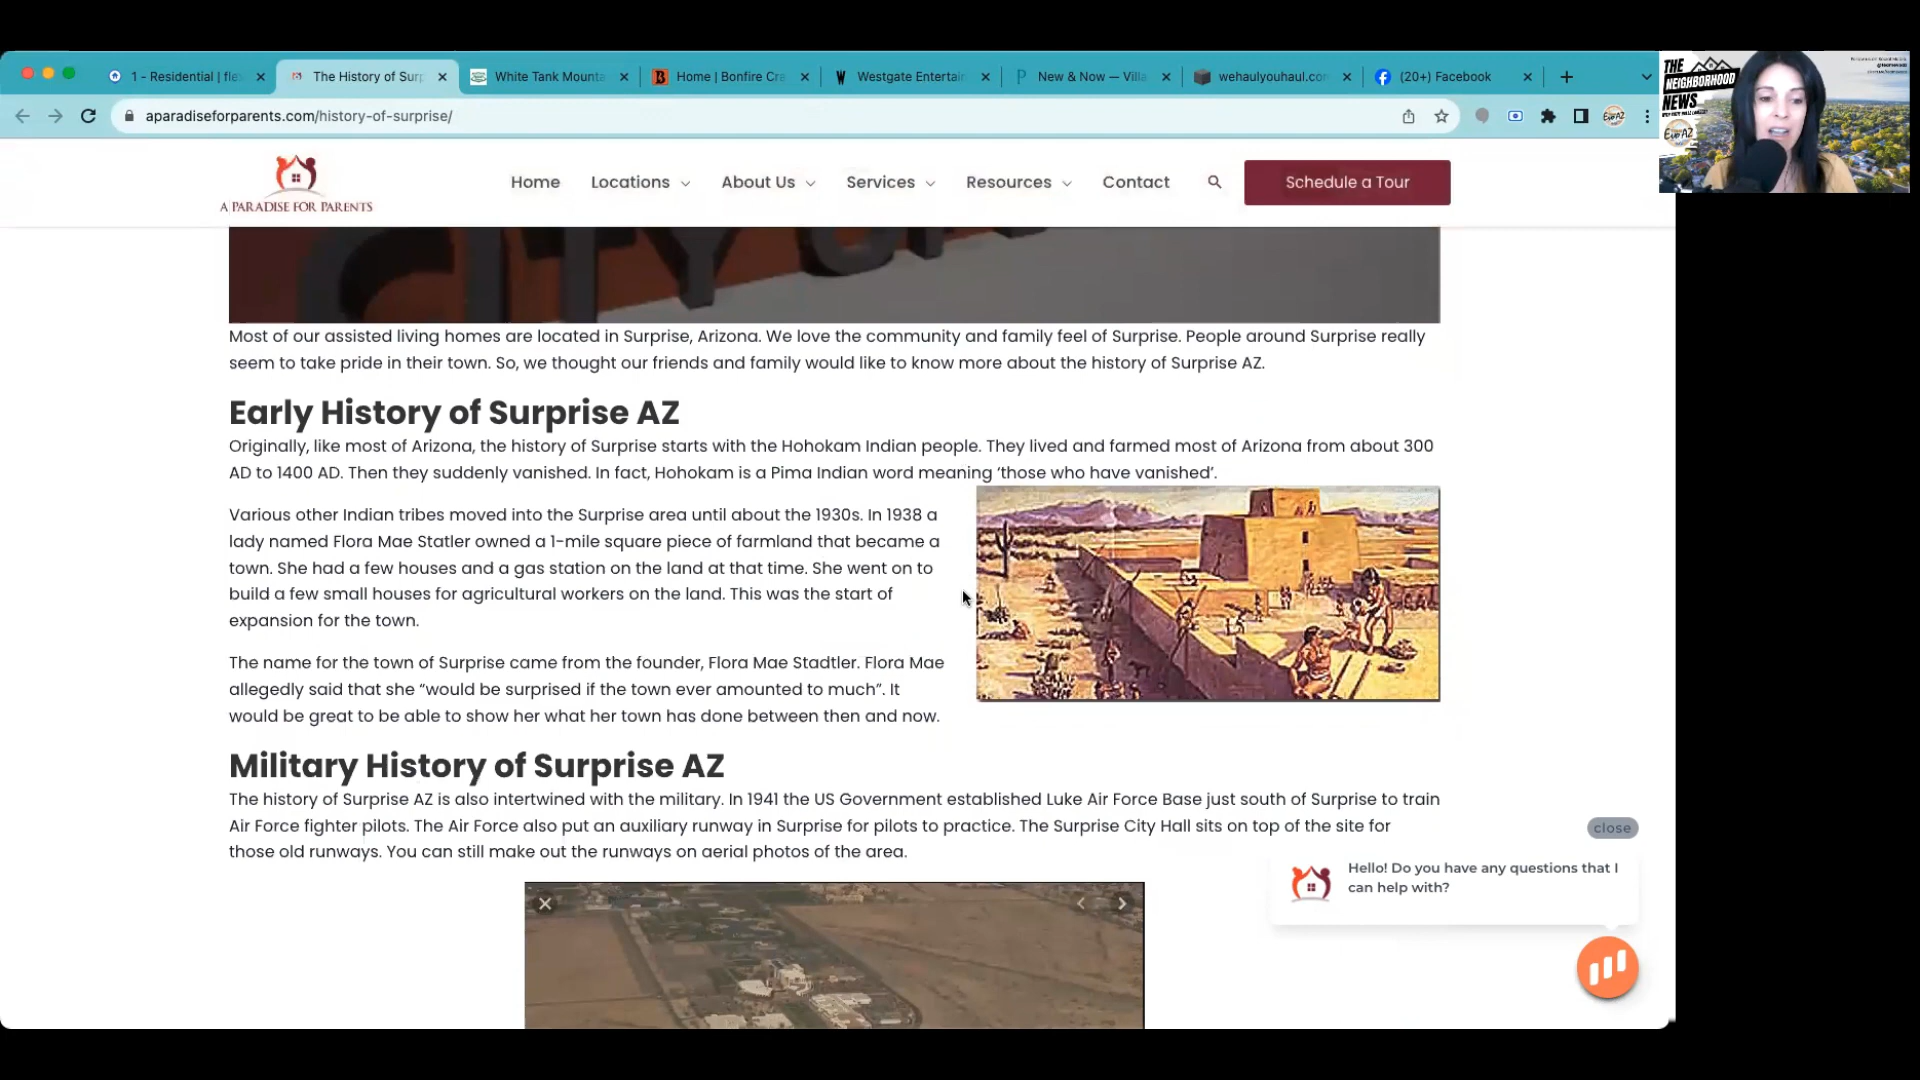 1 - Residential | fle
The History of Sur
White Tank Mounta
Home | Bonfire Cra
Westgate Entertai
New & Now — Villa
wehaulyouhaul.co
(20+) Facebook
aparadiseforparents.com/history-of-surprise/
THE
NEIGHBORHOOD
NEWS
EvoAZ
A PARADISE FOR PARENTS
Home
Locations
About Us
Services
Resources
Contact
Schedule a Tour
Most of our assisted living homes are located in Surprise, Arizona. We love the community and family feel of Surprise. People around Surprise really
seem to take pride in their town. So, we thought our friends and family would like to know more about the history of Surprise AZ.
Early History of Surprise AZ
Originally, like most of Arizona, the history of Surprise starts with the Hohokam Indian people. They lived and farmed most of Arizona from about 300
AD to 1400 AD. Then they suddenly vanished. In fact, Hohokam is a Pima Indian word meaning ‘those who have vanished’.
Various other Indian tribes moved into the Surprise area until about the 1930s. In 1938 a
lady named Flora Mae Statler owned a 1-mile square piece of farmland that became a
town. She had a few houses and a gas station on the land at that time. She went on to
build a few small houses for agricultural workers on the land. This was the start of
expansion for the town.
The name for the town of Surprise came from the founder, Flora Mae Stadtler. Flora Mae
allegedly said that she “would be surprised if the town ever amounted to much”. It
would be great to be able to show her what her town has done between then and now.
Military History of Surprise AZ
The history of Surprise AZ is also intertwined with the military. In 1941 the US Government established Luke Air Force Base just south of Surprise to train
Air Force fighter pilots. The Air Force also put an auxiliary runway in Surprise for pilots to practice. The Surprise City Hall sits on top of the site for
those old runways. You can still make out the runways on aerial photos of the area.
close
Hello! Do you have any questions that I
can help with?